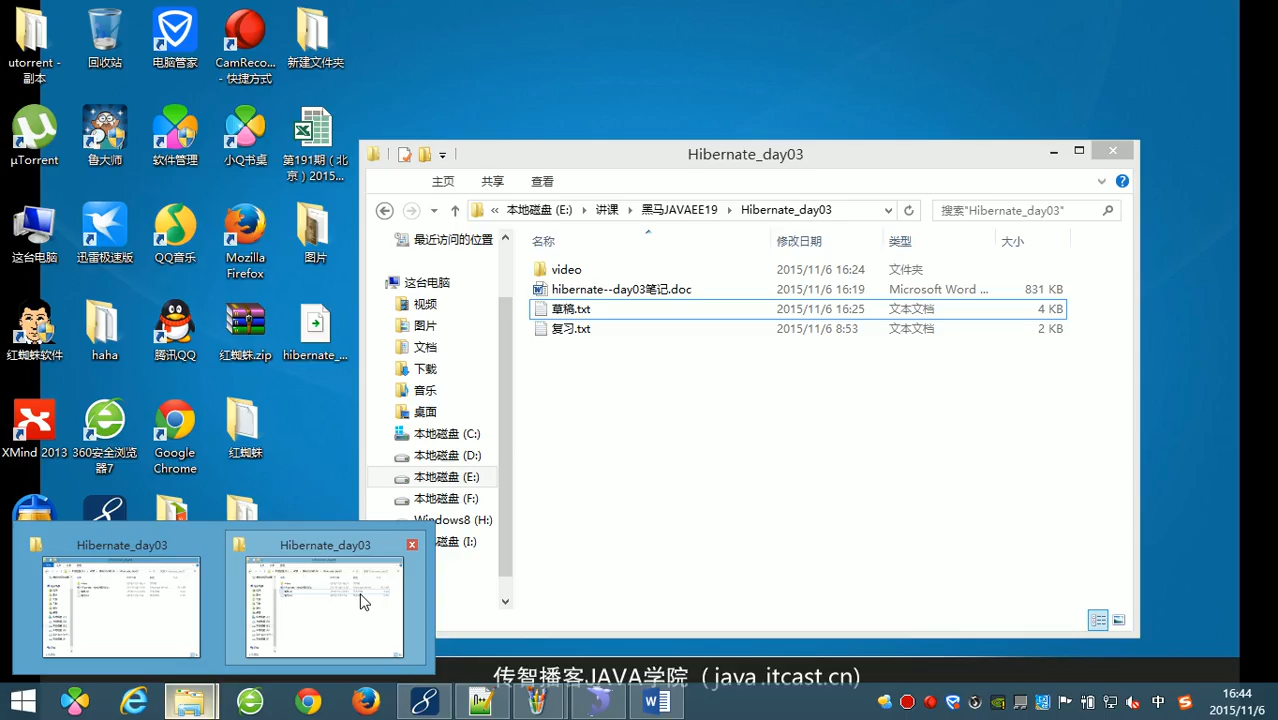 utorrent -
副本
回收站
电脑管家
CamReco...
- 快捷方式
新建文件夹
µTorrent
鲁大师
软件管理
小Q书桌
第191期（北
京）2015...
这台电脑
迅雷极速版
QQ音乐
Mozilla
Firefox
图片
红蜘蛛软件
haha
腾讯QQ
红蜘蛛.zip
hibernate_...
XMind 2013
360安全浏览
器7
Google
Chrome
红蜘蛛
Hibernate_day03
主页
共享
查看
« 本地磁盘 (E:) 讲课 黑马JAVAEE19 Hibernate_day03
搜索"Hibernate_day03"
名称
修改日期
类型
大小
video 2015/11/6 16:24 文件夹
hibernate--day03笔记.doc 2015/11/6 16:19 Microsoft Word ... 831 KB
草稿.txt 2015/11/6 16:25 文本文档 4 KB
复习.txt 2015/11/6 8:53 文本文档 2 KB
最近访问的位置
这台电脑
视频
图片
文档
下载
音乐
桌面
本地磁盘 (C:)
本地磁盘 (D:)
本地磁盘 (E:)
本地磁盘 (F:)
Windows8 (H:)
磁盘 (I:)
Hibernate_day03
Hibernate_day03
传智播客JAVA学院（java.itcast.cn）
中
16:44
2015/11/6